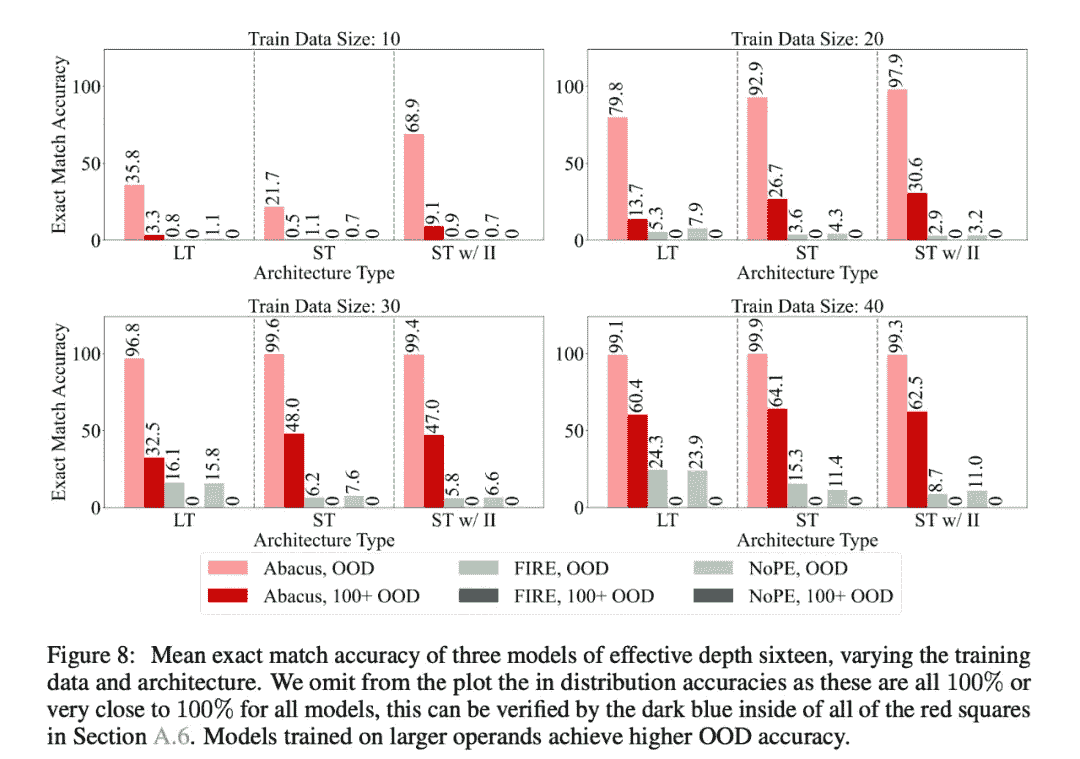 Train Data Size: 10
Exact Match Accuracy
100
50
0
35.8
3.3
0.8
0
1.1
0
21.7
0.5
1.1
0
0.7
0
68.9
9.1
0.9
0
0.7
0
LT
ST
ST w/ II
Architecture Type
Train Data Size: 20
100
50
0
79.8
13.7
5.3
0
7.9
0
92.9
26.7
3.6
0
4.3
0
97.9
30.6
2.9
0
3.2
0
LT
ST
ST w/ II
Architecture Type
Train Data Size: 30
Exact Match Accuracy
100
50
0
96.8
32.5
16.1
0
15.8
0
99.6
48.0
6.2
0
7.6
0
99.4
47.0
5.8
0
6.6
0
LT
ST
ST w/ II
Architecture Type
Train Data Size: 40
100
50
0
99.1
60.4
24.3
0
23.9
0
99.9
64.1
15.3
0
11.4
0
99.3
62.5
8.7
0
11.0
0
LT
ST
ST w/ II
Architecture Type
Abacus, OOD
FIRE, OOD
NoPE, OOD
Abacus, 100+ OOD
FIRE, 100+ OOD
NoPE, 100+ OOD
Figure 8: Mean exact match accuracy of three models of effective depth sixteen, varying the training
data and architecture. We omit from the plot the in distribution accuracies as these are all 100% or
very close to 100% for all models, this can be verified by the dark blue inside of all of the red squares
in Section A.6. Models trained on larger operands achieve higher OOD accuracy.